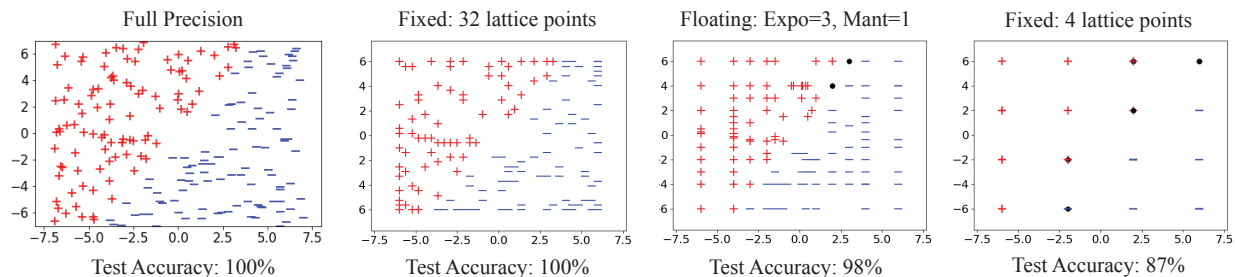 Full Precision
6
4
2
0
−2
−4
−6
−7.5 −5.0 −2.5 0.0 2.5 5.0 7.5
Test Accuracy: 100%
Fixed: 32 lattice points
6
4
2
0
−2
−4
−6
−7.5 −5.0 −2.5 0.0 2.5 5.0 7.5
Test Accuracy: 100%
Floating: Expo=3, Mant=1
6
4
2
0
−2
−4
−6
−7.5 −5.0 −2.5 0.0 2.5 5.0 7.5
Test Accuracy: 98%
Fixed: 4 lattice points
6
4
2
0
−2
−4
−6
−7.5 −5.0 −2.5 0.0 2.5 5.0 7.5
Test Accuracy: 87%